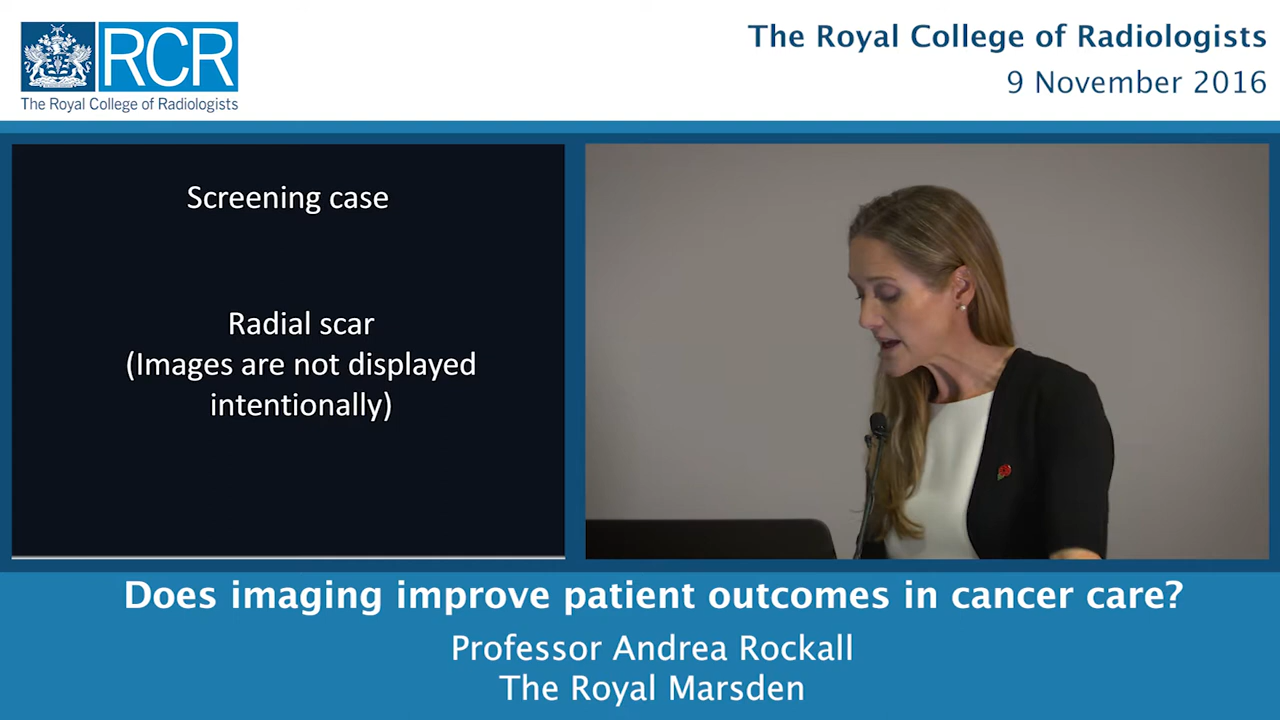 RCR
The Royal College of Radiologists
The Royal College of Radiologists
9 November 2016
Screening case
Radial scar
(Images are not displayed
intentionally)
Does imaging improve patient outcomes in cancer care?
Professor Andrea Rockall
The Royal Marsden